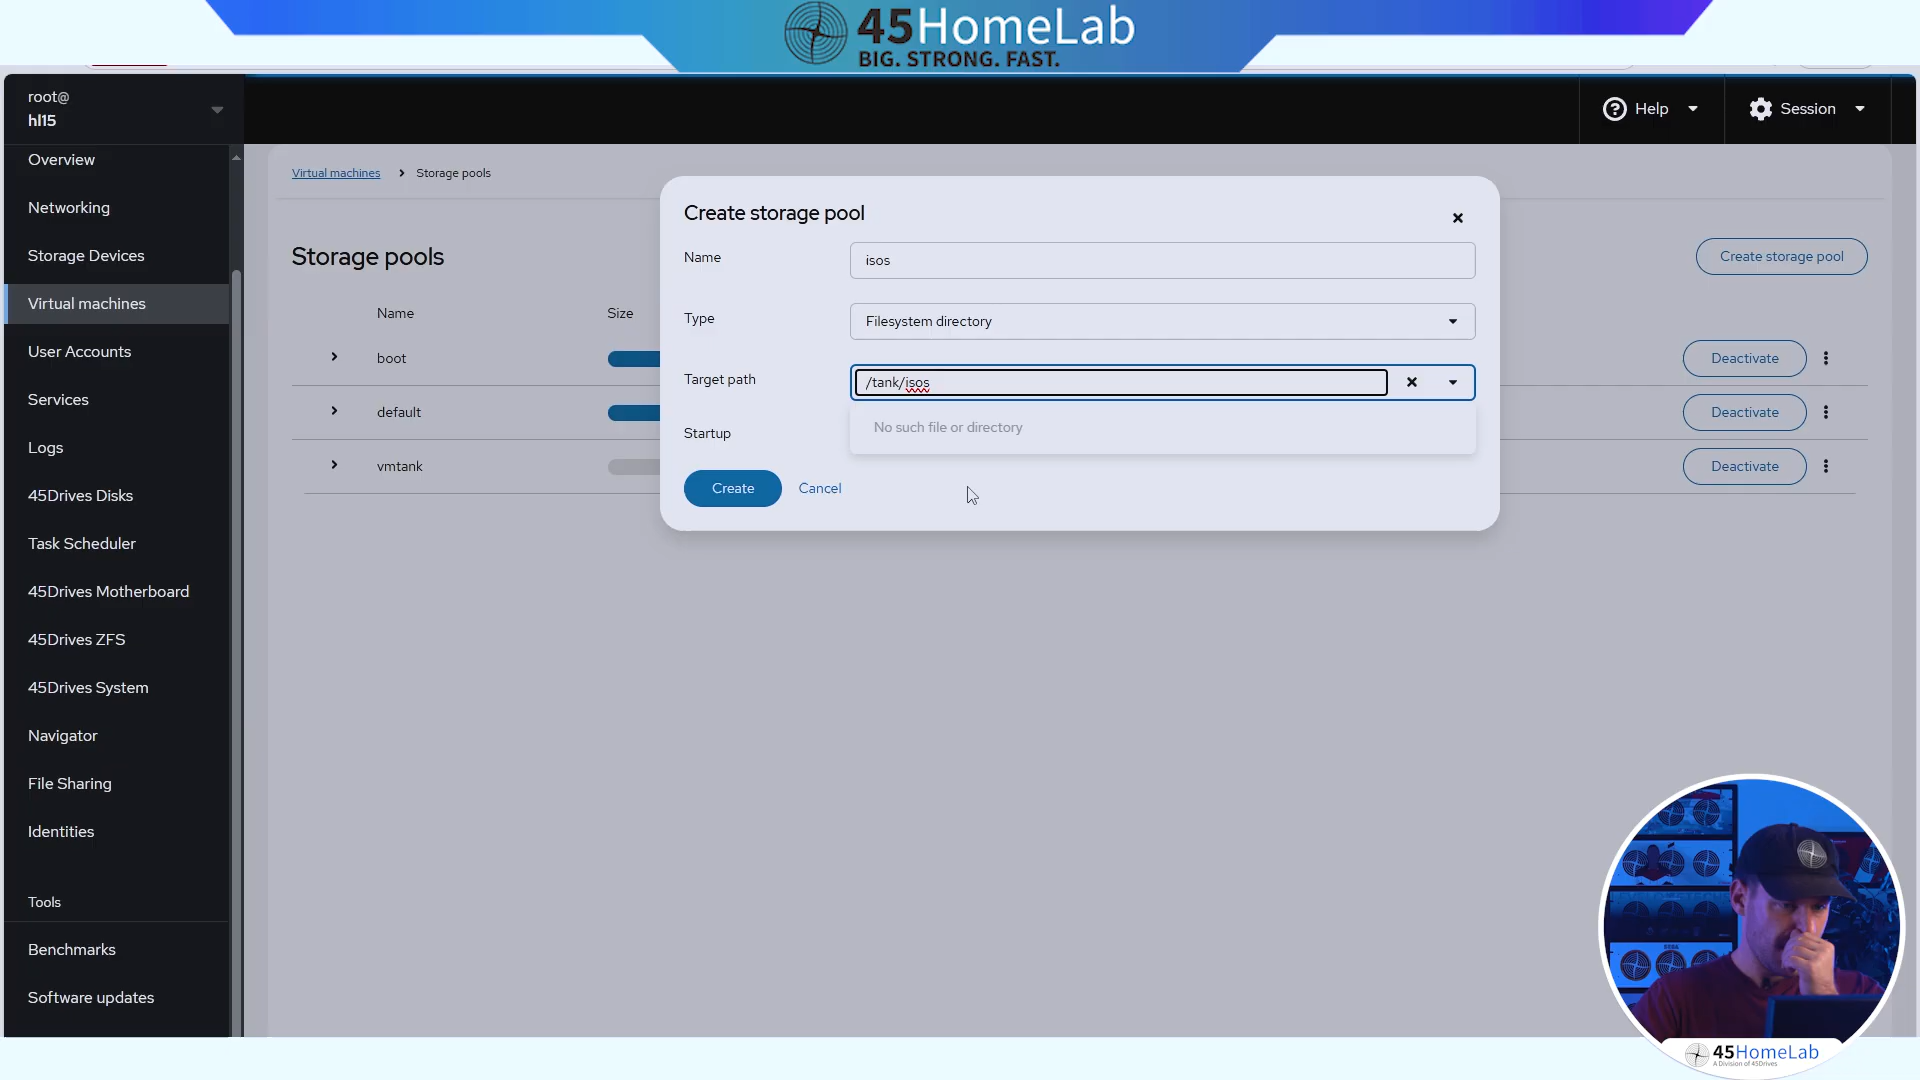 45HomeLab
BIG. STRONG. FAST.
root@
hl15
Help
Session
Overview
Networking
Storage Devices
Virtual machines
User Accounts
Services
Logs
45Drives Disks
Task Scheduler
45Drives Motherboard
45Drives ZFS
45Drives System
Navigator
File Sharing
Identities
Tools
Benchmarks
Software updates
Virtual machines > Storage pools
Storage pools
Create storage pool
Name
Size
boot
Deactivate
default
Deactivate
vmtank
Deactivate
Create storage pool
Name
isos
Type
Filesystem directory
Target path
/tank/isos
No such file or directory
Startup
Create
Cancel
45HomeLab
A Division of 45Drives